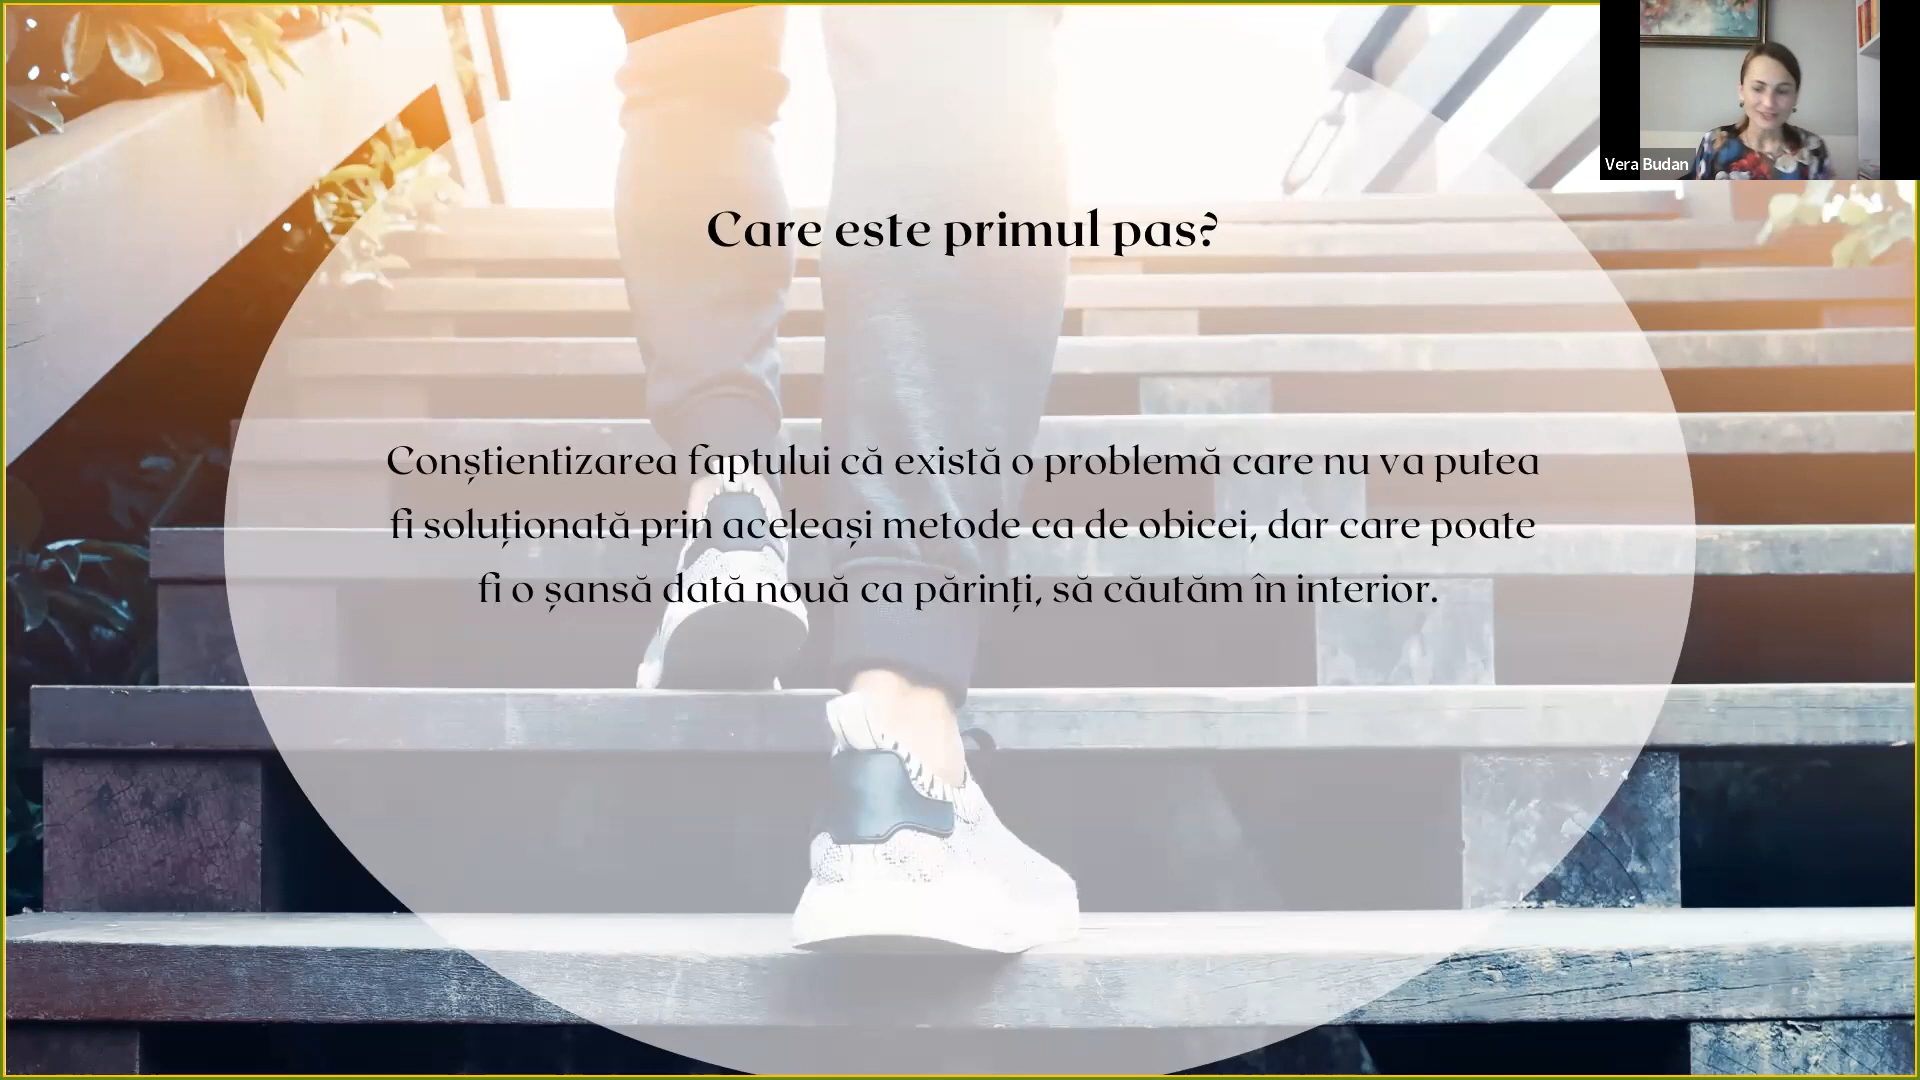 Care este primul pas?
Conștientizarea faptului că există o problemă care nu va putea
fi soluționată prin aceleași metode ca de obicei, dar care poate
fi o șansă dată nouă ca părinți, să căutăm în interior.
Vera Budan